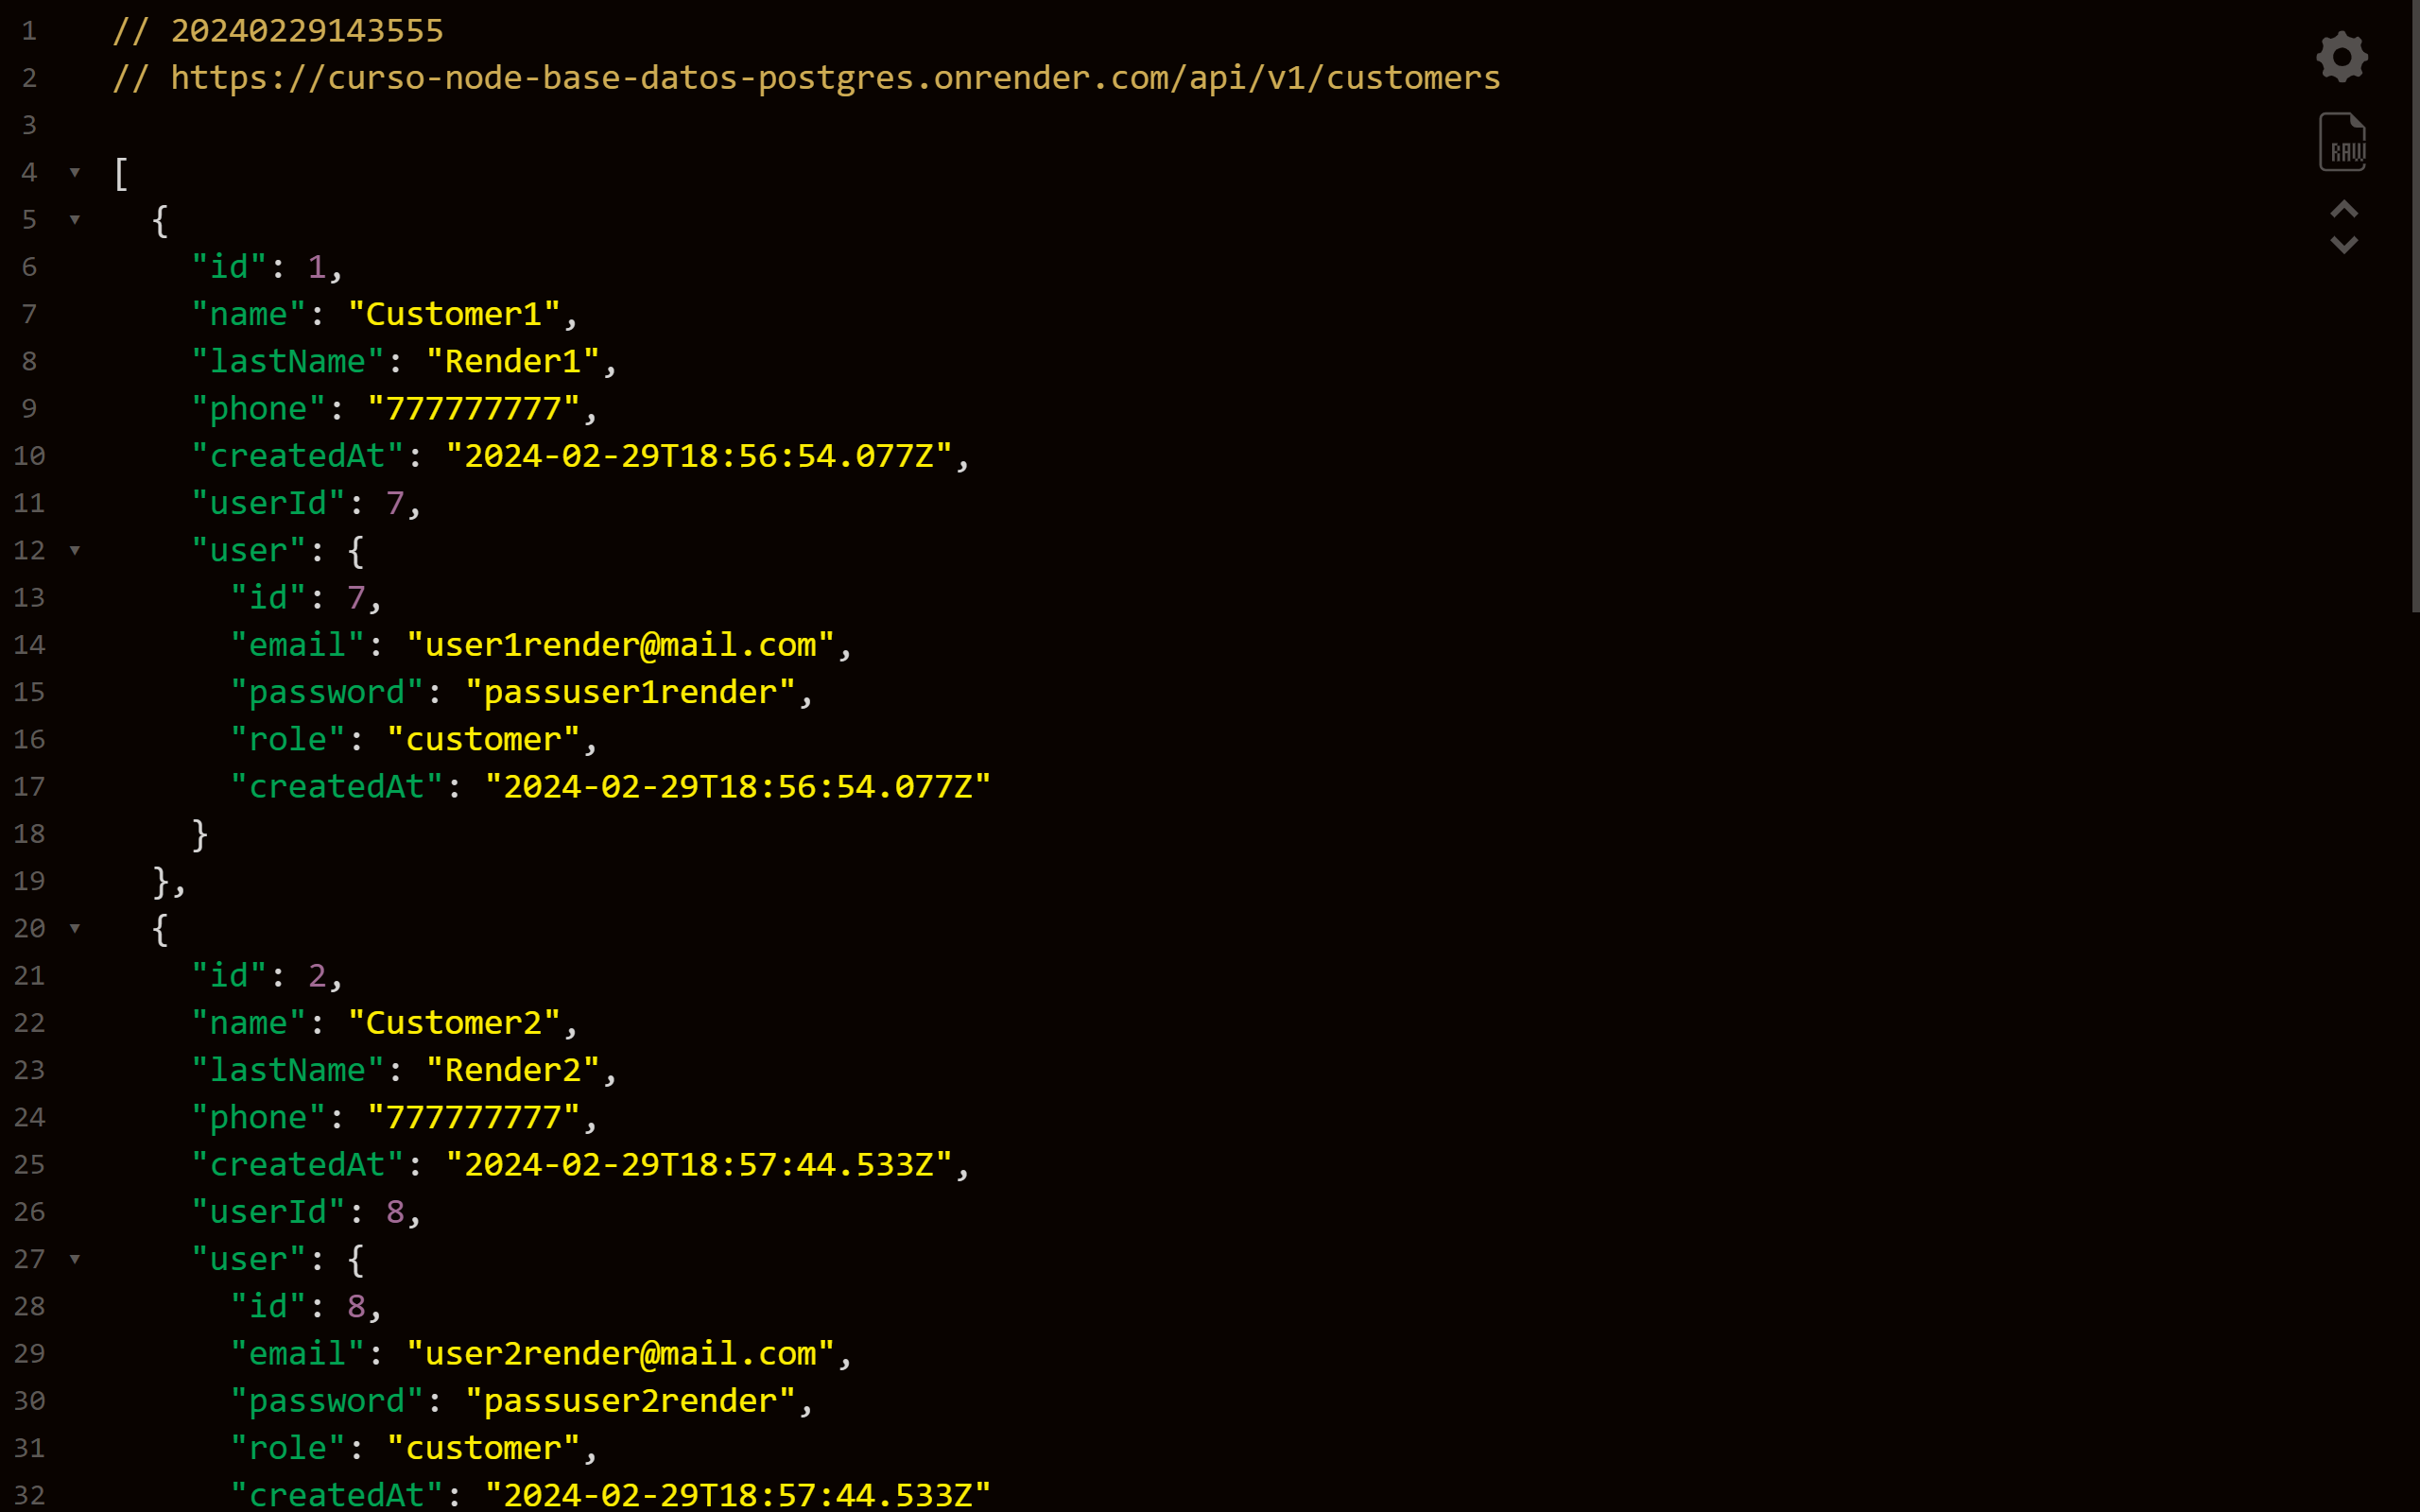 1 // 20240229143555
2 // https://curso-node-base-datos-postgres.onrender.com/api/v1/customers
3
4 [
5 {
6 "id": 1,
7 "name": "Customer1",
8 "lastName": "Render1",
9 "phone": "777777777",
10 "createdAt": "2024-02-29T18:56:54.077Z",
11 "userId": 7,
12 "user": {
13 "id": 7,
14 "email": "user1render@mail.com",
15 "password": "passuser1render",
16 "role": "customer",
17 "createdAt": "2024-02-29T18:56:54.077Z"
18 }
19 },
20 {
21 "id": 2,
22 "name": "Customer2",
23 "lastName": "Render2",
24 "phone": "777777777",
25 "createdAt": "2024-02-29T18:57:44.533Z",
26 "userId": 8,
27 "user": {
28 "id": 8,
29 "email": "user2render@mail.com",
30 "password": "passuser2render",
31 "role": "customer",
32 "createdAt": "2024-02-29T18:57:44.533Z"
RAW